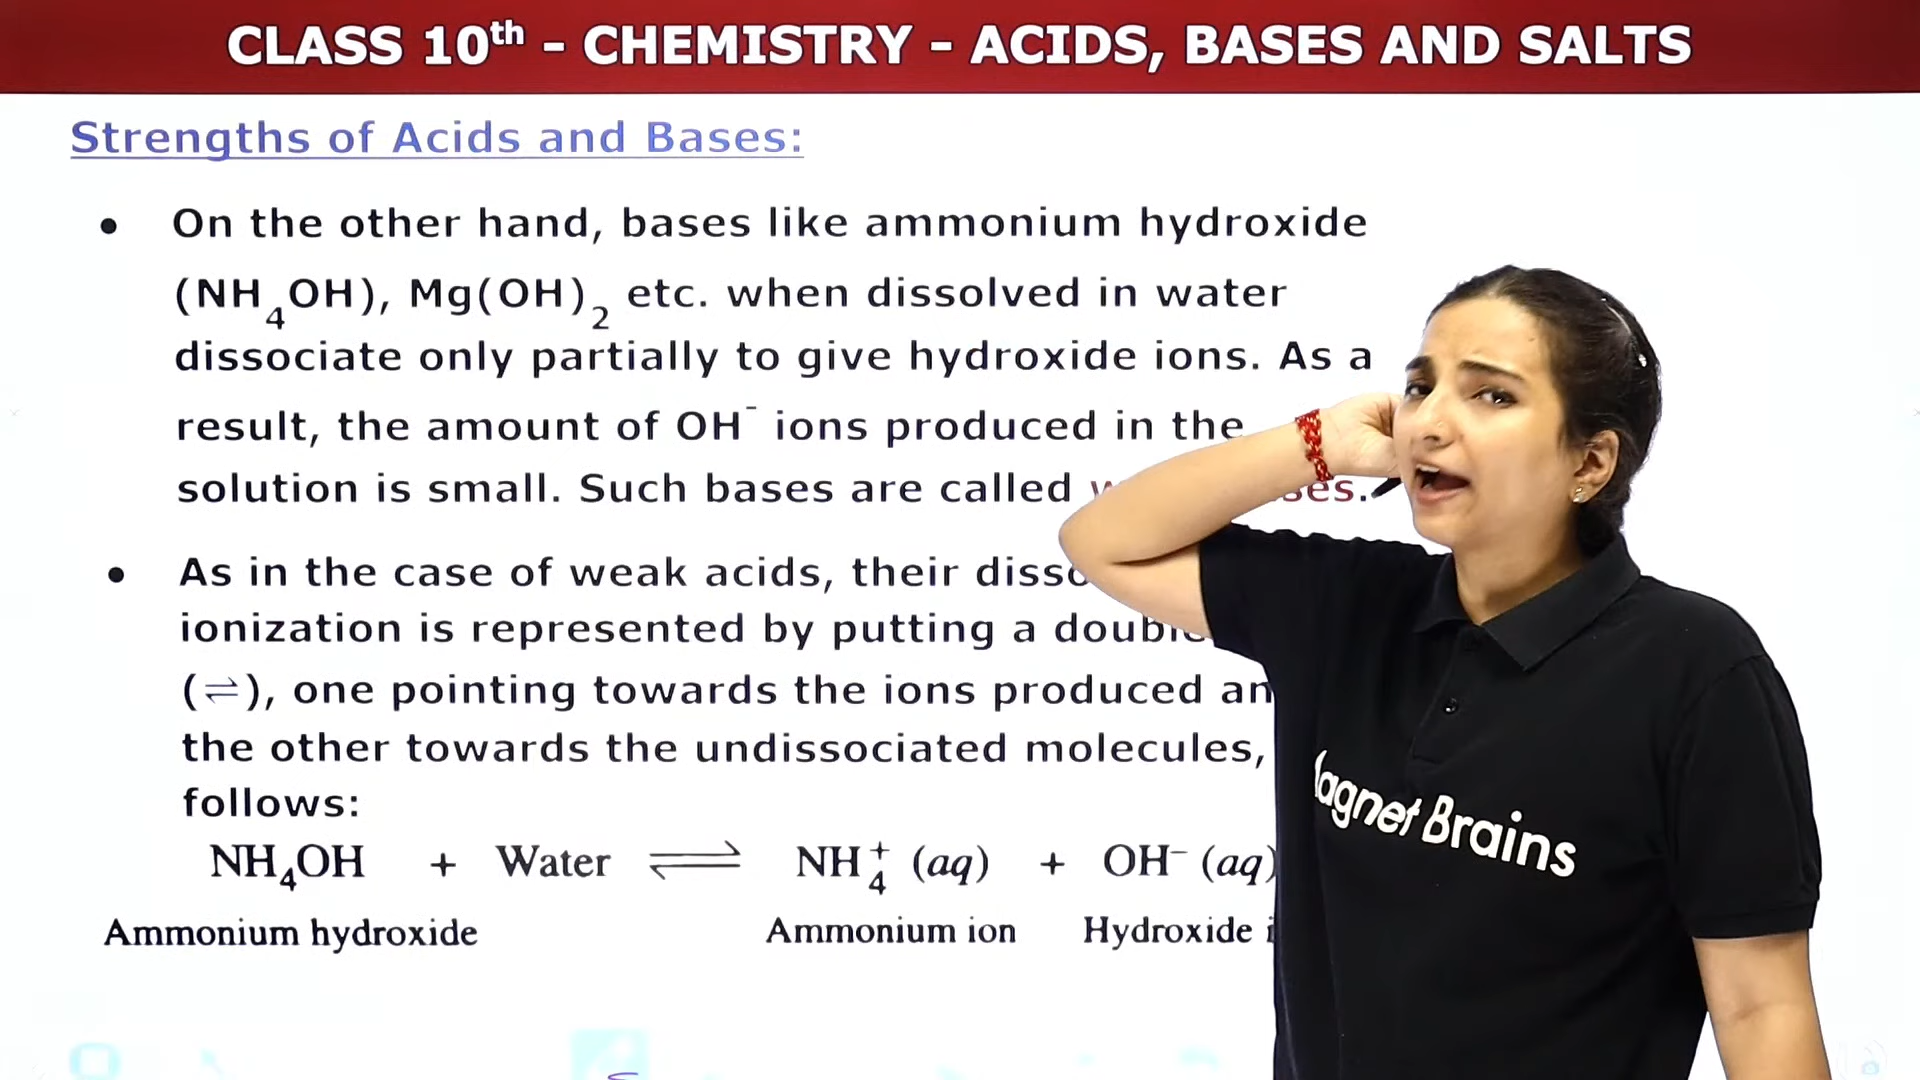 CLASS 10th - CHEMISTRY - ACIDS, BASES AND SALTS
Strengths of Acids and Bases:
• On the other hand, bases like ammonium hydroxide
(NH₄OH), Mg(OH)₂ etc. when dissolved in water
dissociate only partially to give hydroxide ions. As a
result, the amount of OH⁻ ions produced in the
solution is small. Such bases are called
• As in the case of weak acids, their
ionization is represented by putting a
(⇌), one pointing towards the ions produced
the other towards the undissociated molecules,
follows:
NH₄OH + Water ⇌ NH₄⁺ (aq) + OH⁻ (aq)
Ammonium hydroxide Ammonium ion Hydroxide
agnet Brains